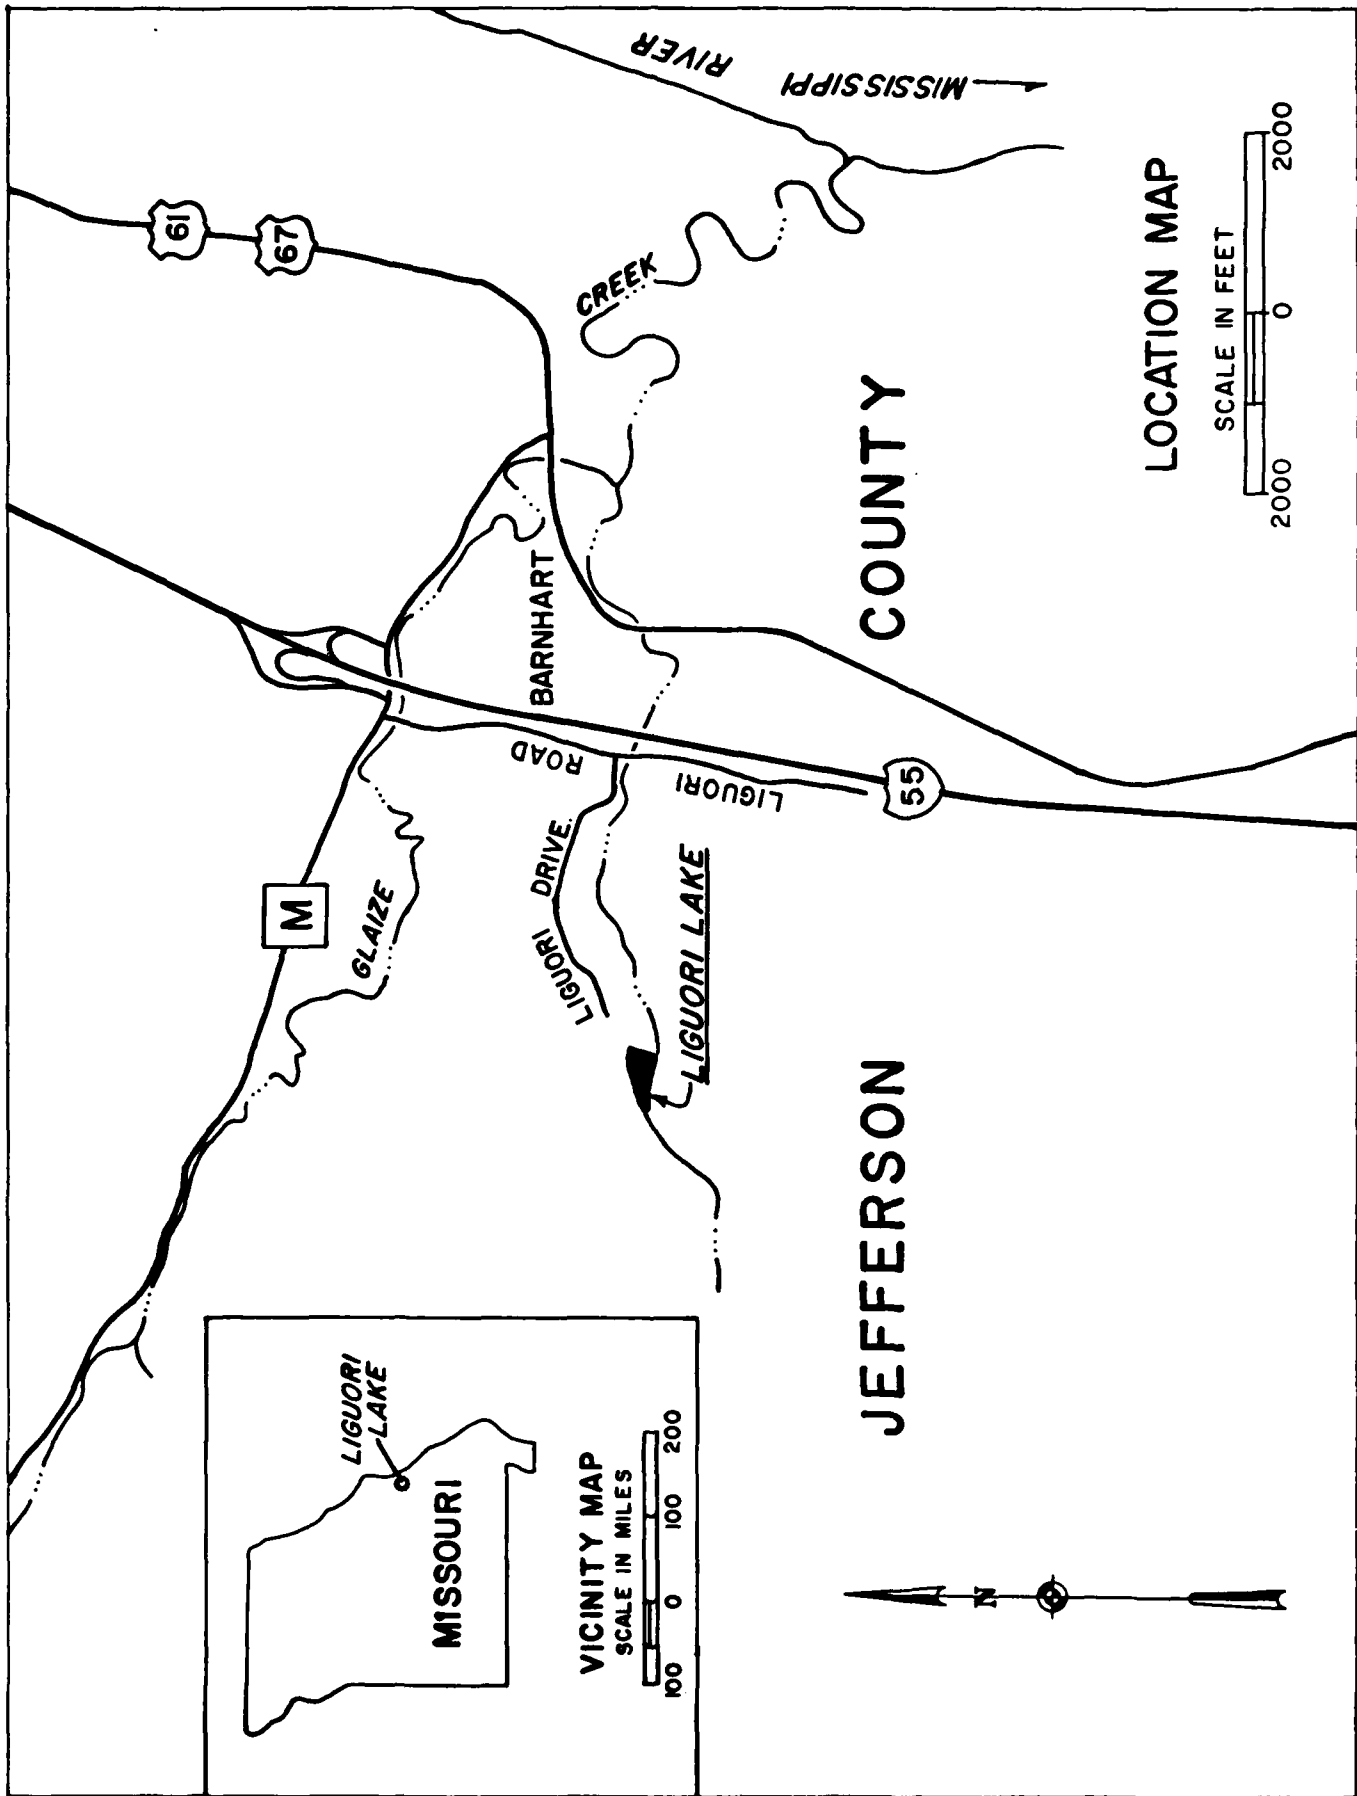 61
67
MISSISSIPPI
RIVER
M
GLAIZE
CREEK
BARNHART
LIGUORI
ROAD
LIGUORI DRIVE
LIGUORI LAKE
55
JEFFERSON COUNTY
LIGUORI
LAKE
MISSOURI
VICINITY MAP
SCALE IN MILES
100 0 100 200
N
LOCATION MAP
SCALE IN FEET
2000 0 2000